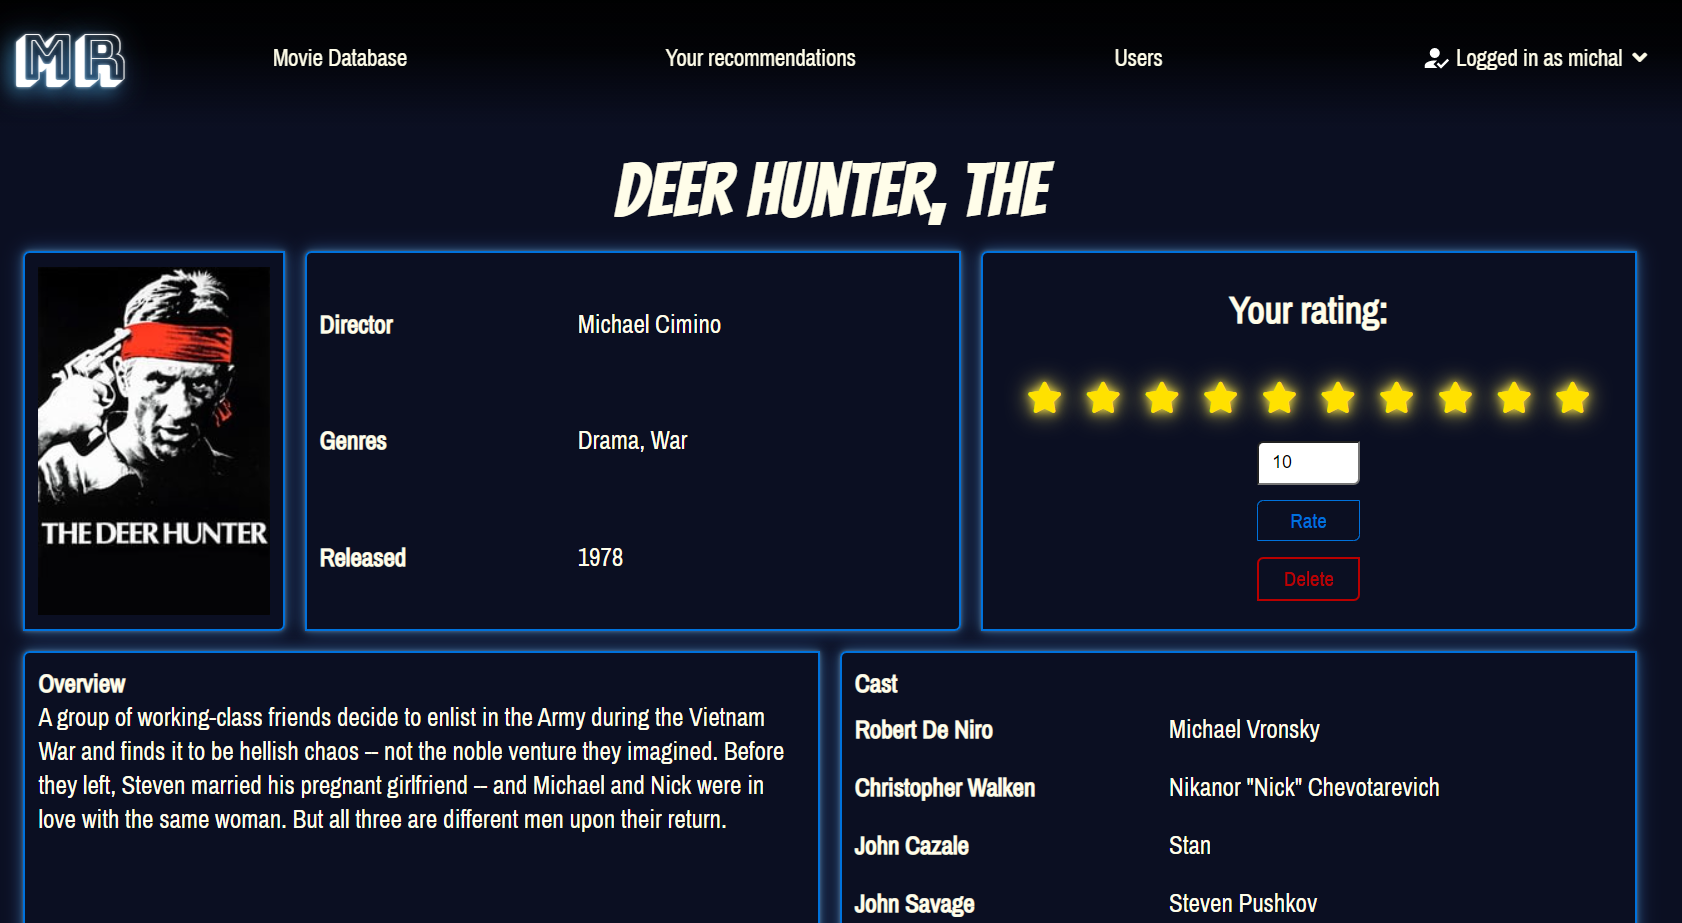 MR
Movie Database
Your recommendations
Users
Logged in as michal
DEER HUNTER, THE
THE DEER HUNTER
Director Michael Cimino
Genres Drama, War
Released 1978
Your rating:
10
Rate
Delete
Overview
A group of working-class friends decide to enlist in the Army during the Vietnam
War and finds it to be hellish chaos -- not the noble venture they imagined. Before
they left, Steven married his pregnant girlfriend -- and Michael and Nick were in
love with the same woman. But all three are different men upon their return.
Cast
Robert De Niro Michael Vronsky
Christopher Walken Nikanor "Nick" Chevotarevich
John Cazale Stan
John Savage Steven Pushkov